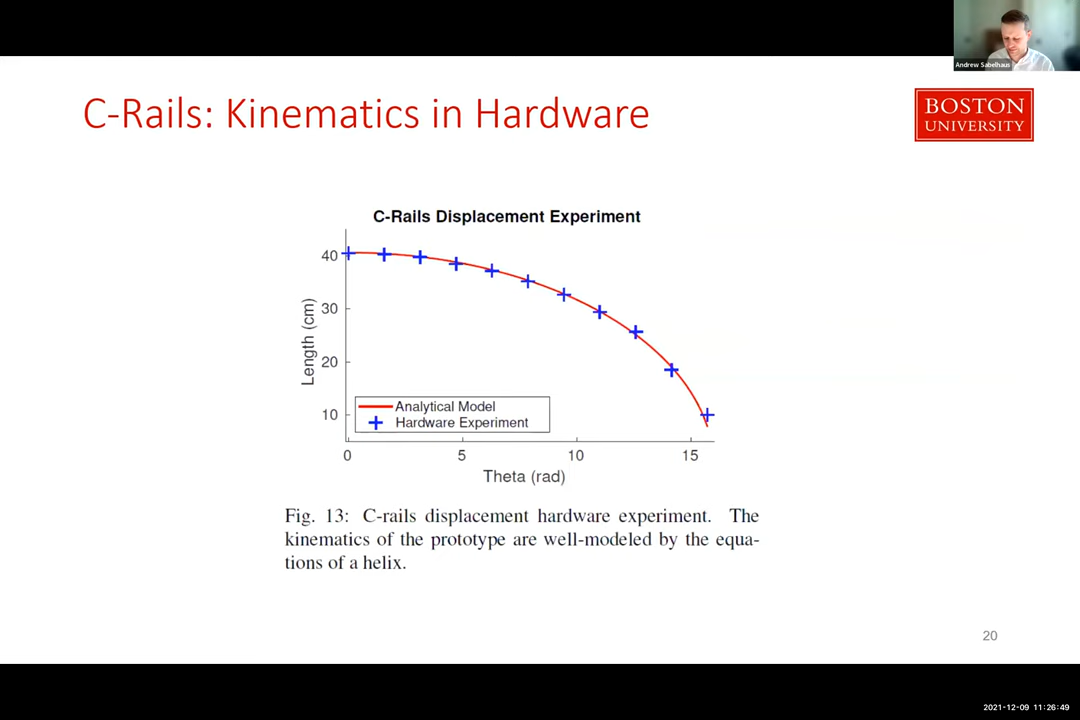 Andrew Sabelhaus
C-Rails: Kinematics in Hardware
BOSTON
UNIVERSITY
C-Rails Displacement Experiment
40
30
20
10
Length (cm)
Analytical Model
Hardware Experiment
0 5 10 15
Theta (rad)
Fig. 13: C-rails displacement hardware experiment. The
kinematics of the prototype are well-modeled by the equa-
tions of a helix.
20
2021-12-09 11:26:49